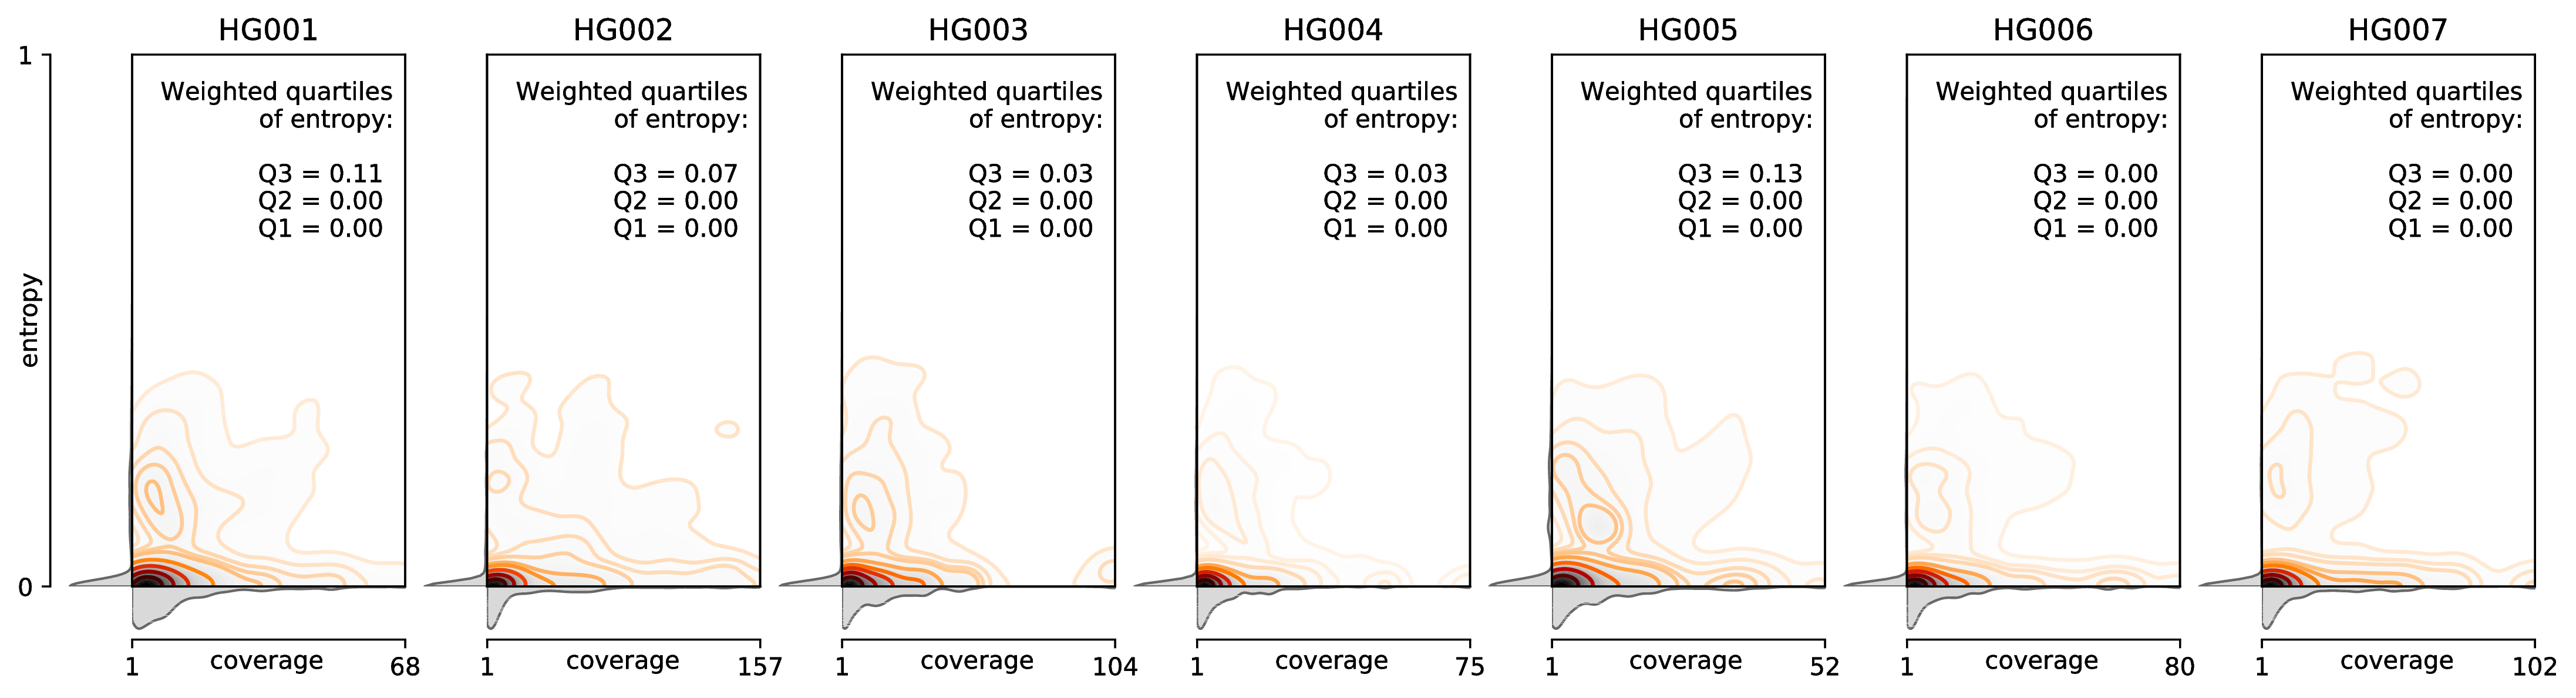 HG001 HG002 HG003 HG004 HG005 HG006 HG007
1
Weighted quartiles Weighted quartiles Weighted quartiles Weighted quartiles Weighted quartiles Weighted quartiles Weighted quartiles
of entropy: of entropy: of entropy: of entropy: of entropy: of entropy: of entropy:
Q3 = 0.11 Q3 = 0.07 Q3 = 0.03 Q3 = 0.03 Q3 = 0.13 Q3 = 0.00 Q3 = 0.00
Q2 = 0.00 Q2 = 0.00 Q2 = 0.00 Q2 = 0.00 Q2 = 0.00 Q2 = 0.00 Q2 = 0.00
Q1 = 0.00 Q1 = 0.00 Q1 = 0.00 Q1 = 0.00 Q1 = 0.00 Q1 = 0.00 Q1 = 0.00
entropy
0
1 coverage 68 1 coverage 157 1 coverage 104 1 coverage 75 1 coverage 52 1 coverage 80 1 coverage 102